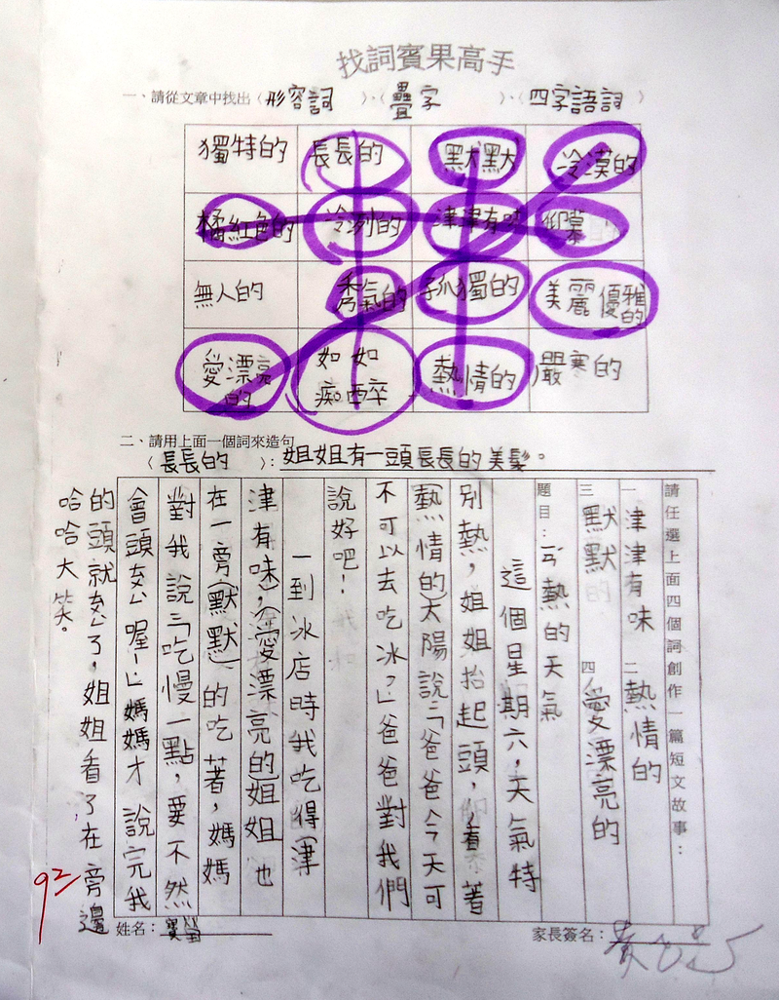 找詞賓果高手
一、請從文章中找出（形容詞）、（疊字）、（四字語詞）
獨特的 長長的 默默 冷漠的
橘紅色的 冷冽的 津津有味
無人的 秀氣的 孤獨的 美麗優雅的
愛漂亮的 如如痴醉 熱情的 嚴寒的
二、請用上面一個詞來造句
（長長的）：姐姐有一頭長長的美髮。
請任選上面四個詞創作一篇短文故事：
一 津津有味 二 熱情的
三 默默 四 愛漂亮的
題目：ㄎㄨˋ熱的天氣
這個星期六，天氣特
別熱，姐姐抬起頭，看著
（熱情的）太陽說：「爸爸今天可
不可以去吃冰？」爸爸對我們
說好吧！
一到冰店時我吃得（津
津有味），（愛漂亮的）姐姐也
在一旁（默默）的吃著，媽媽
對我說：「吃慢一點，要不然
會頭ㄊㄨㄥˋ喔！」媽媽才說完我
的頭就ㄊㄨㄥˋ了，姐姐看了在旁邊
哈哈大笑。
92
姓名：
家長簽名：